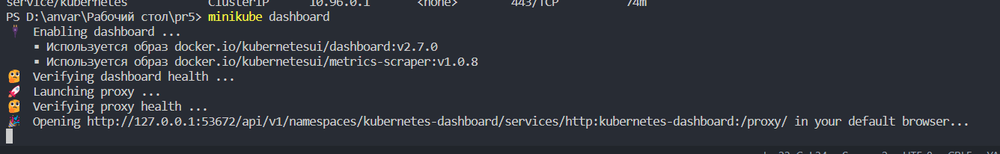 service/kubernetes ClusterIP 10.96.0.1 <none> 443/TCP 74m
PS D:\anvar\Рабочий стол\pr5> minikube dashboard
Enabling dashboard ...
▪ Используется образ docker.io/kubernetesui/dashboard:v2.7.0
▪ Используется образ docker.io/kubernetesui/metrics-scraper:v1.0.8
Verifying dashboard health ...
Launching proxy ...
Verifying proxy health ...
Opening http://127.0.0.1:53672/api/v1/namespaces/kubernetes-dashboard/services/http:kubernetes-dashboard:/proxy/ in your default browser...